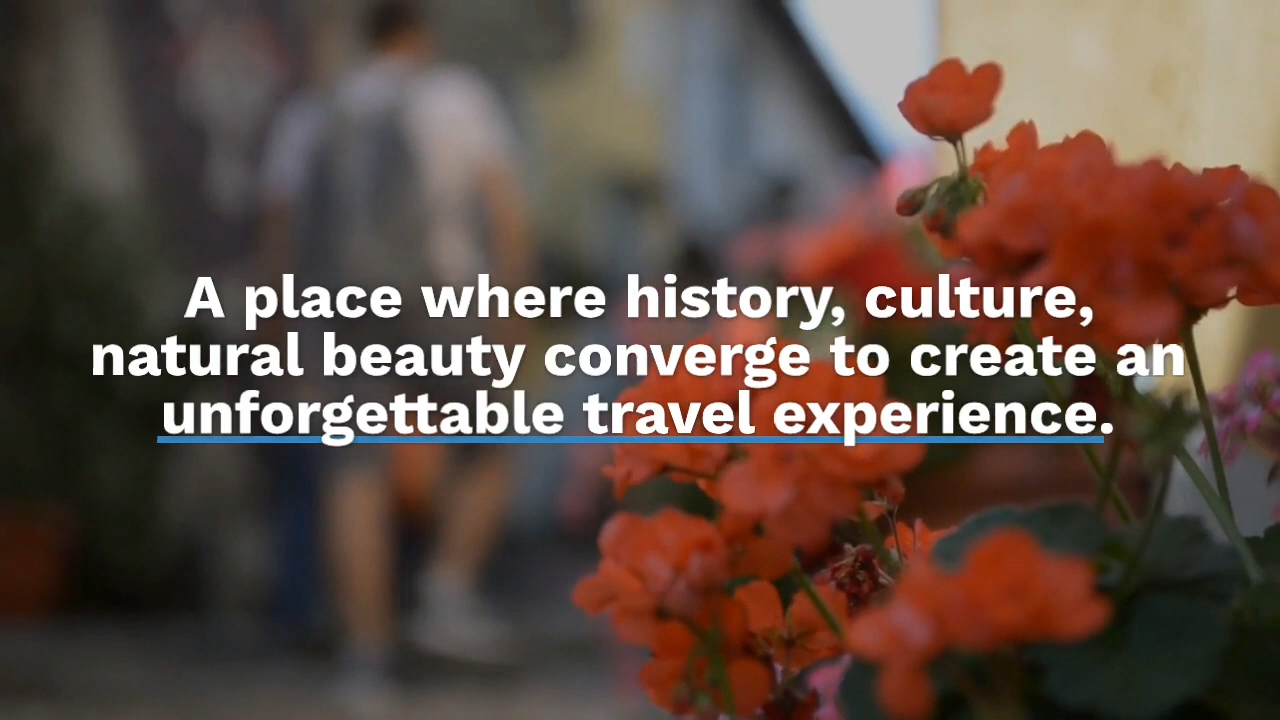 A place where history, culture,
natural beauty converge to create an
unforgettable travel experience.